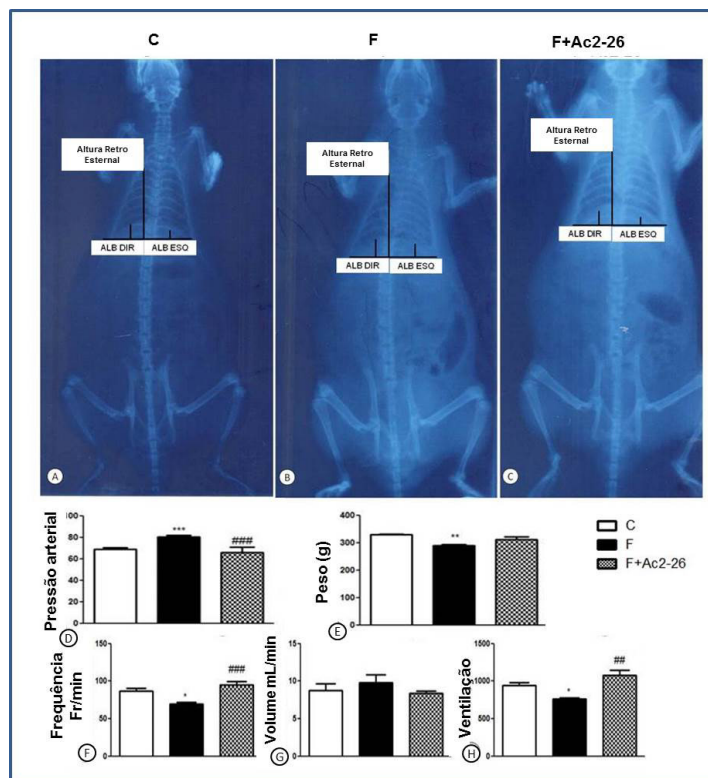 C
F
F+Ac2-26
Altura Retro
Esternal
ALB DIR
ALB ESQ
A
Altura Retro
Esternal
ALB DIR
ALB ESQ
B
Altura Retro
Esternal
ALB DIR
ALB ESQ
C
Pressão arterial
100
80
60
40
20
0
***
###
D
Peso (g)
400
300
200
100
0
**
E
C
F
F+Ac2-26
Frequência
Fr/min
150
100
50
0
*
###
F
Volume mL/min
15
10
5
0
G
Ventilação
1500
1000
500
0
*
##
H